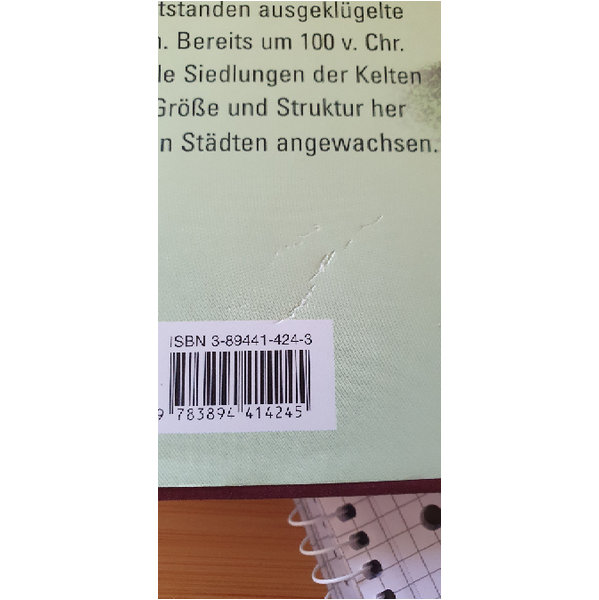 tstanden ausgeklügelte
n. Bereits um 100 v. Chr.
le Siedlungen der Kelten
Größe und Struktur her
n Städten angewachsen.
ISBN 3-89441-424-3
9 783894 414245